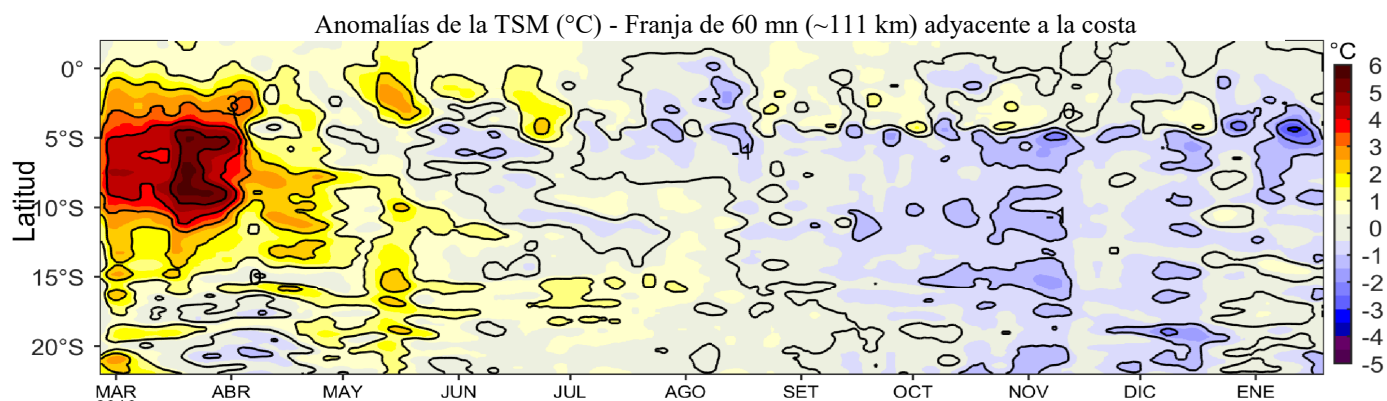 Anomalías de la TSM (°C) - Franja de 60 mn (~111 km) adyacente a la costa
°C
Latitud
0°
5°S
10°S
15°S
20°S
3
0
0
0
-1
-1
6
5
4
3
2
1
0
-1
-2
-3
-4
-5
MAR ABR MAY JUN JUL AGO SET OCT NOV DIC ENE